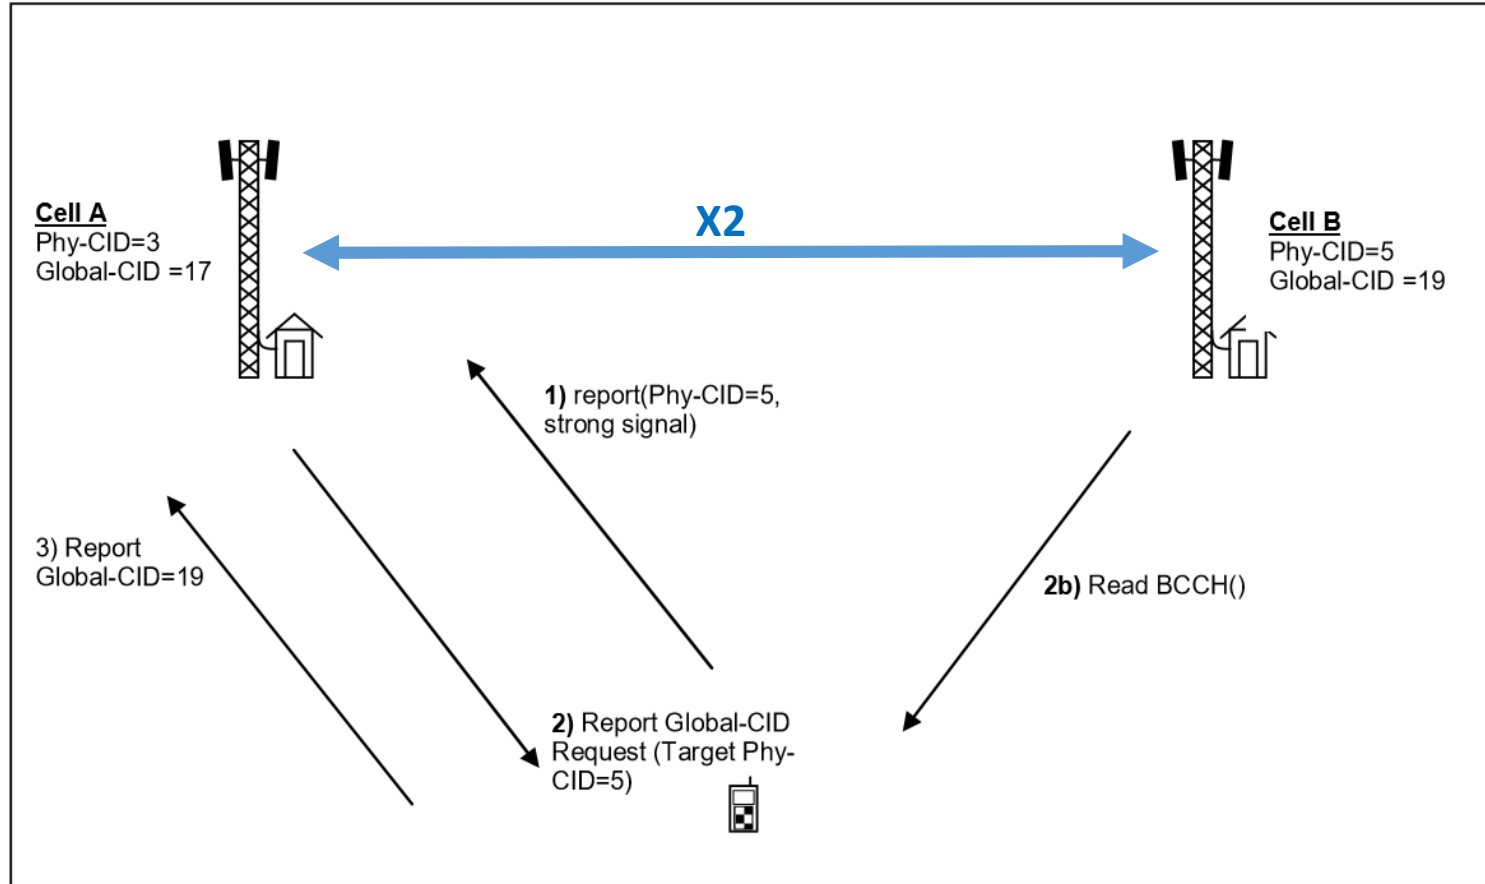 Cell A
Phy-CID=3
Global-CID =17
X2
Cell B
Phy-CID=5
Global-CID =19
1) report(Phy-CID=5,
strong signal)
3) Report
Global-CID=19
2b) Read BCCH()
2) Report Global-CID
Request (Target Phy-
CID=5)